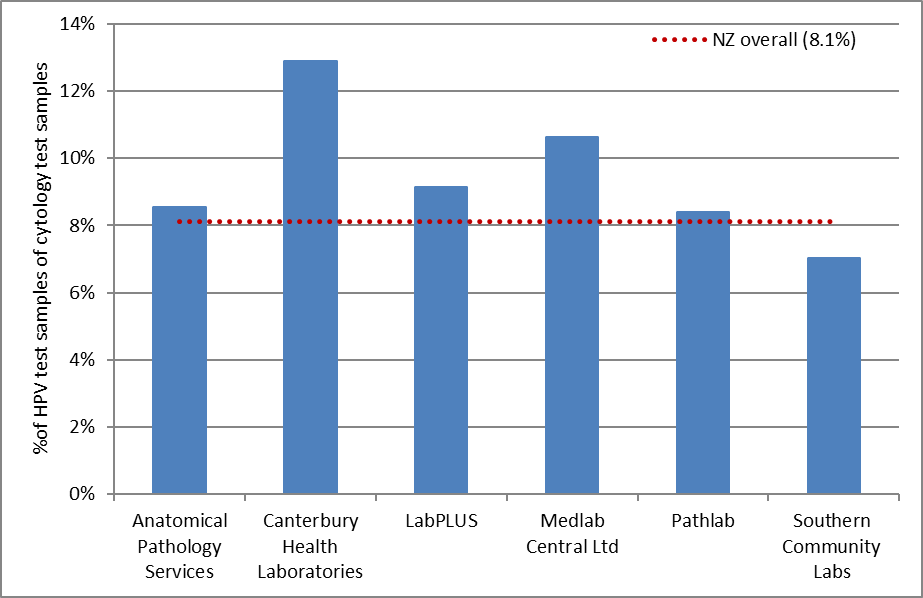 14%
12%
10%
8%
6%
4%
2%
0%
%of HPV test samples of cytology test samples
NZ overall (8.1%)
Anatomical
Pathology
Services
Canterbury
Health
Laboratories
LabPLUS
Medlab
Central Ltd
Pathlab
Southern
Community
Labs